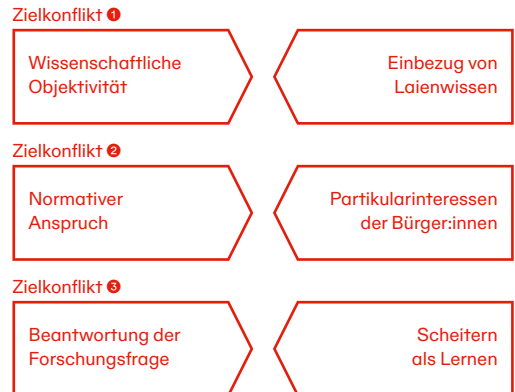 Zielkonflikt ❶
Wissenschaftliche
Objektivität
Einbezug von
Laienwissen
Zielkonflikt ❷
Normativer
Anspruch
Partikularinteressen
der Bürger:innen
Zielkonflikt ❸
Beantwortung der
Forschungsfrage
Scheitern
als Lernen